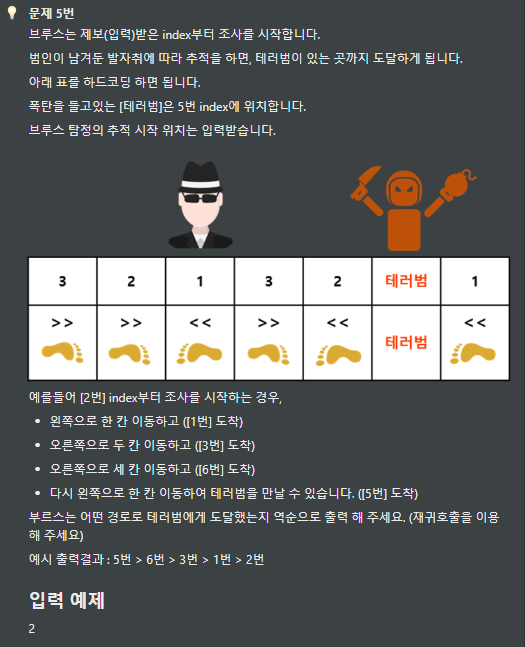 문제 5번
브루스는 제보(입력)받은 index부터 조사를 시작합니다.
범인이 남겨둔 발자취에 따라 추적을 하면, 테러범이 있는 곳까지 도달하게 됩니다.
아래 표를 하드코딩 하면 됩니다.
폭탄을 들고있는 [테러범]은 5번 index에 위치합니다.
브루스 탐정의 추적 시작 위치는 입력받습니다.
3 2 1 3 2 테러범 1
>> >> << >> << 테러범 <<
예를들어 [2번] index부터 조사를 시작하는 경우,
• 왼쪽으로 한 칸 이동하고 ([1번] 도착)
• 오른쪽으로 두 칸 이동하고 ([3번] 도착)
• 오른쪽으로 세 칸 이동하고 ([6번] 도착)
• 다시 왼쪽으로 한 칸 이동하여 테러범을 만날 수 있습니다. ([5번] 도착)
부르스는 어떤 경로로 테러범에게 도달했는지 역순으로 출력 해 주세요. (재귀호출을 이용
해 주세요)
예시 출력결과 : 5번 > 6번 > 3번 > 1번 > 2번
입력 예제
2